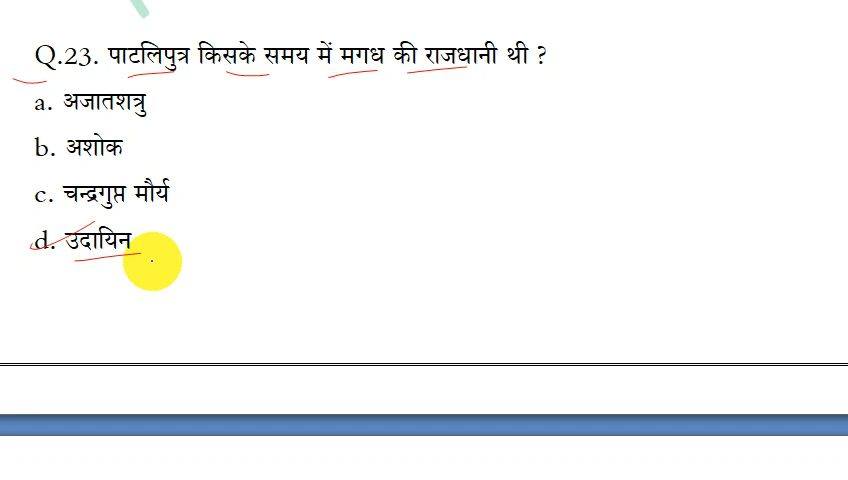 Q.23. पाटलिपुत्र किसके समय में मगध की राजधानी थी ?
a. अजातशत्रु
b. अशोक
c. चन्द्रगुप्त मौर्य
d. उदायिन